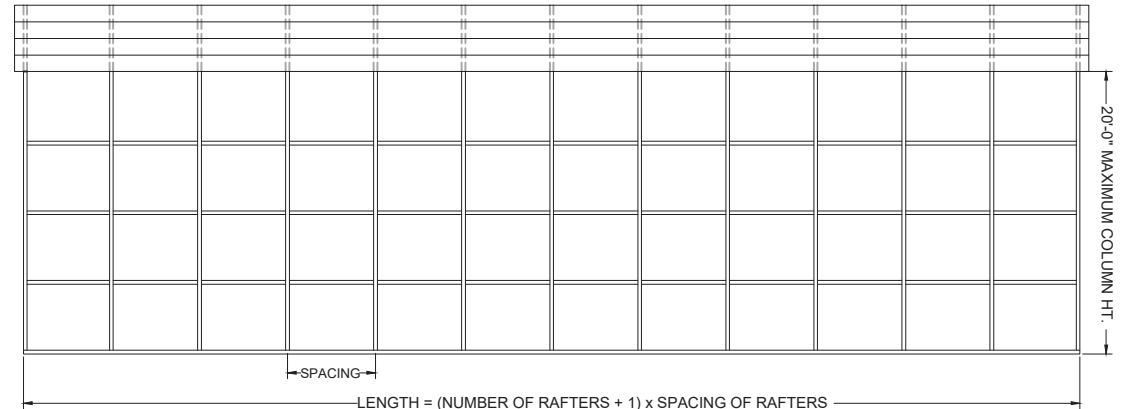 20'-0" MAXIMUM COLUMN HT.
SPACING
LENGTH = (NUMBER OF RAFTERS + 1) x SPACING OF RAFTERS